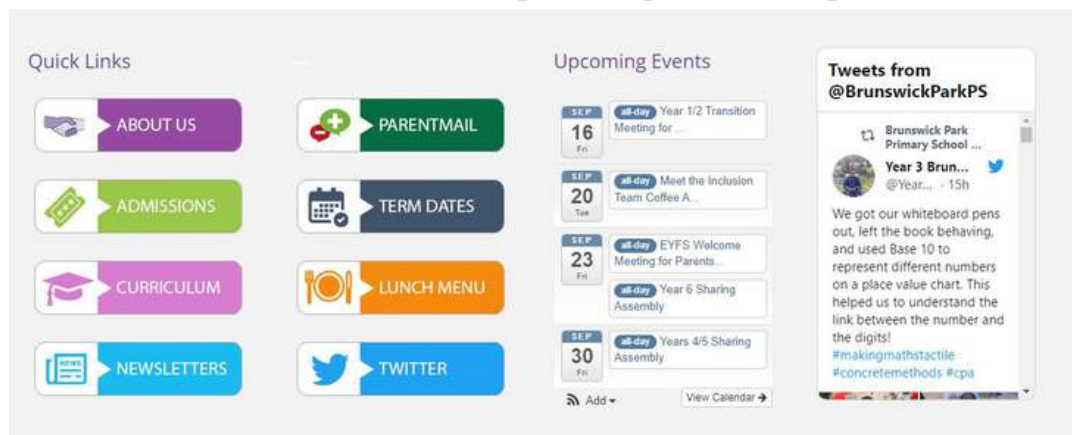 Quick Links
ABOUT US
PARENTMAIL
ADMISSIONS
TERM DATES
CURRICULUM
LUNCH MENU
NEWS
NEWSLETTERS
TWITTER
Upcoming Events
SEP
16
Fri
all-day Year 1/2 Transition
Meeting for ...
SEP
20
Tue
all-day Meet the Inclusion
Team Coffee A...
SEP
23
Fri
all-day EYFS Welcome
Meeting for Parents...
all-day Year 6 Sharing
Assembly
SEP
30
Fri
all-day Years 4/5 Sharing
Assembly
Add
View Calendar
Tweets from
@BrunswickParkPS
Brunswick Park
Primary School ...
Year 3 Brun...
@Year... · 15h
We got our whiteboard pens
out, left the book behaving,
and used Base 10 to
represent different numbers
on a place value chart. This
helped us to understand the
link between the number and
the digits!
#makingmathstactile
#concretemethods #cpa